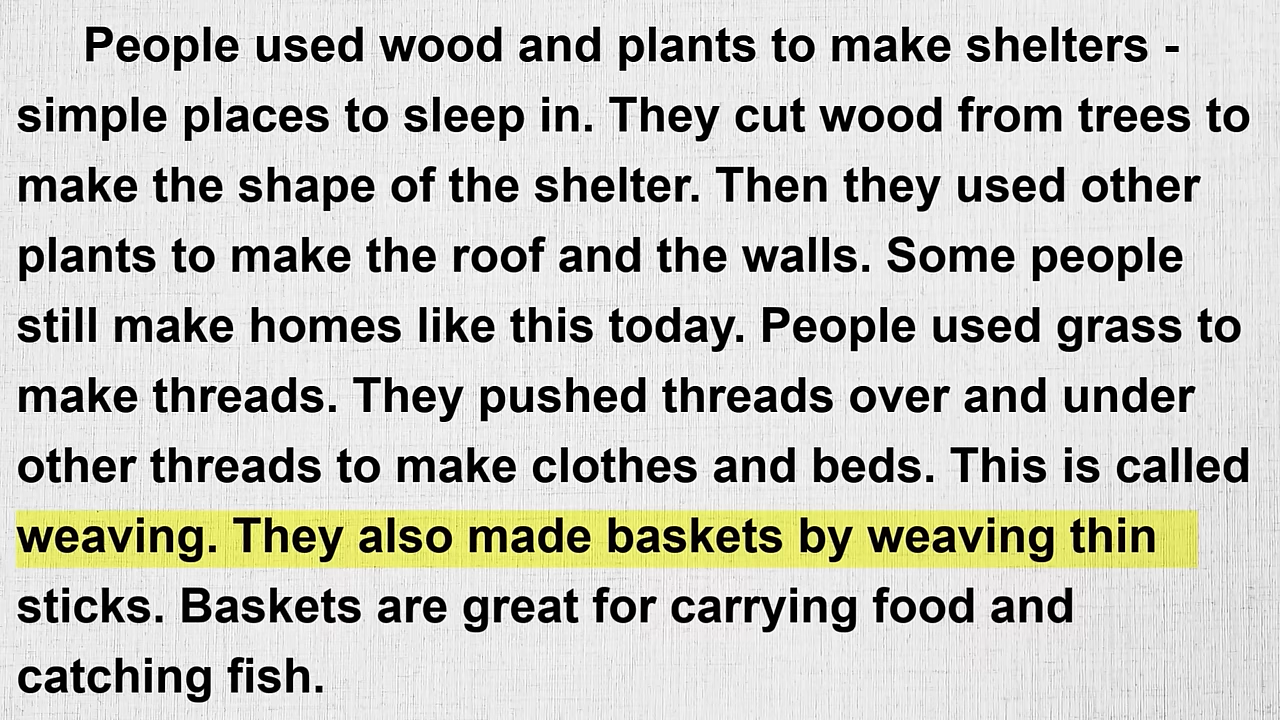 People used wood and plants to make shelters -
simple places to sleep in. They cut wood from trees to
make the shape of the shelter. Then they used other
plants to make the roof and the walls. Some people
still make homes like this today. People used grass to
make threads. They pushed threads over and under
other threads to make clothes and beds. This is called
weaving. They also made baskets by weaving thin
sticks. Baskets are great for carrying food and
catching fish.